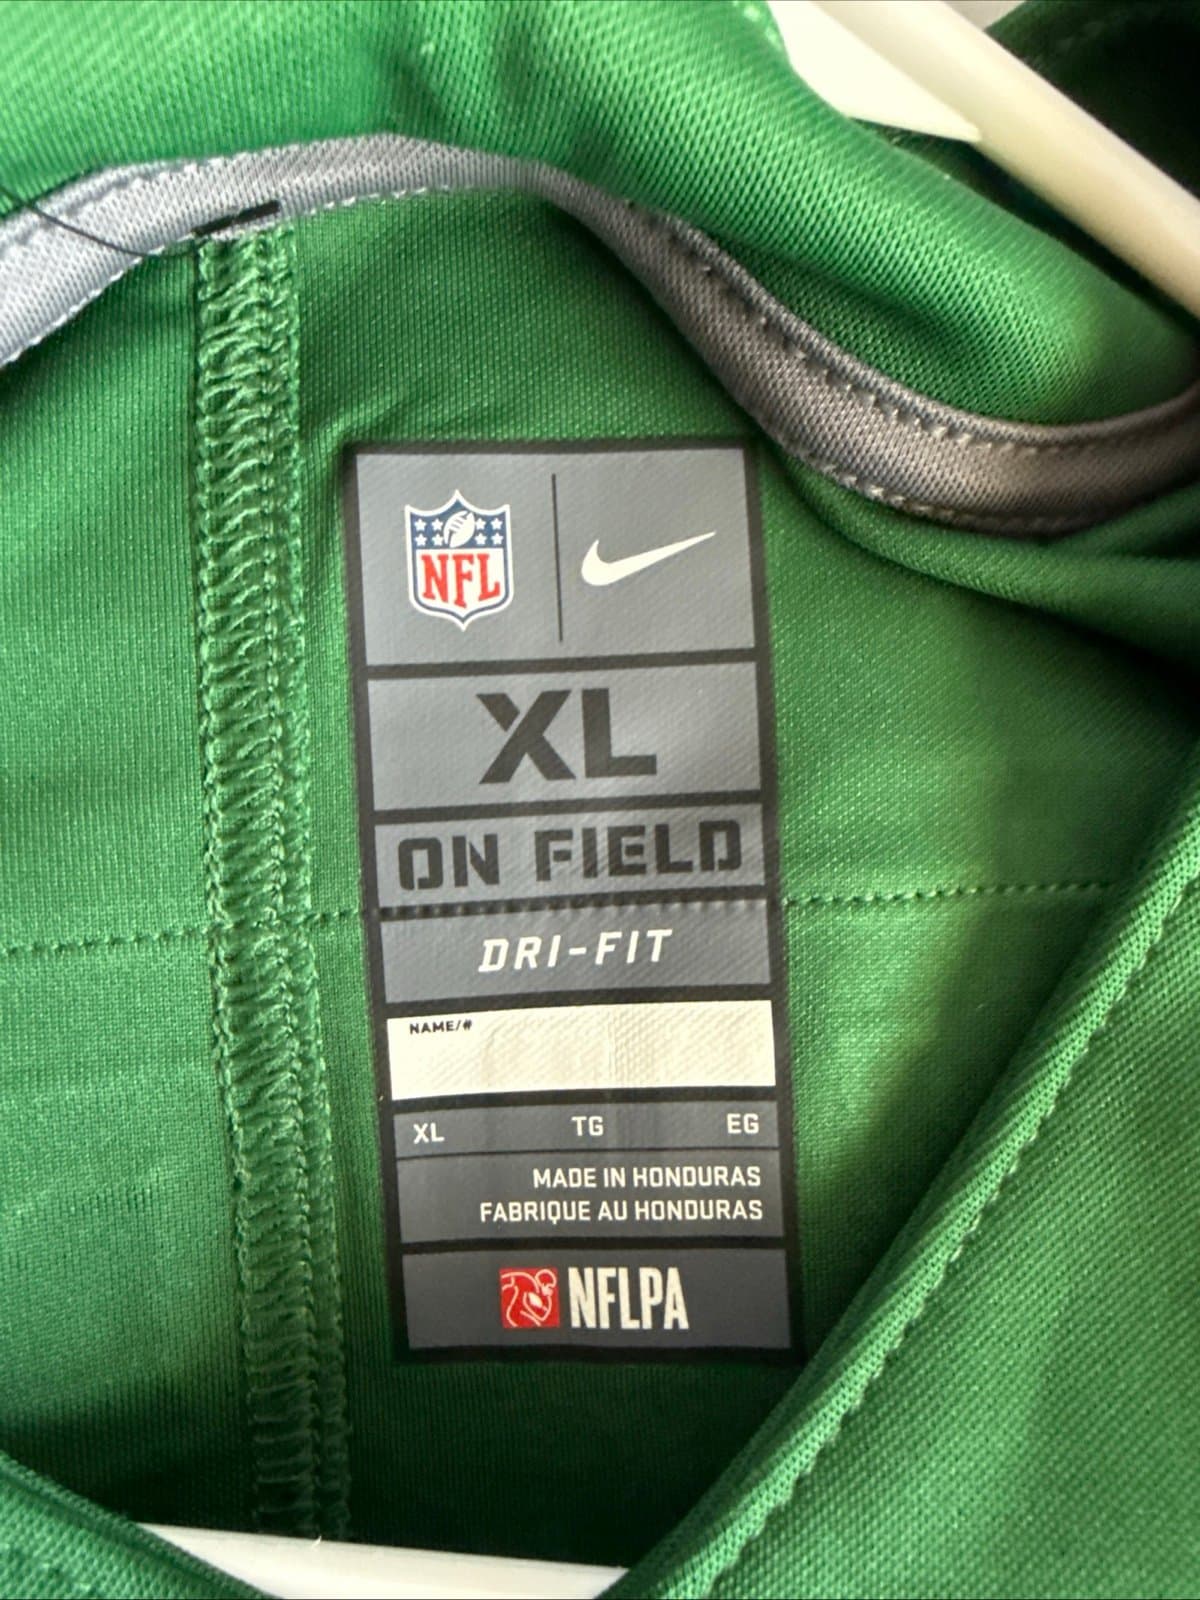 NFL
XL
ON FIELD
DRI-FIT
NAME/#
XL TG EG
MADE IN HONDURAS
FABRIQUE AU HONDURAS
NFLPA